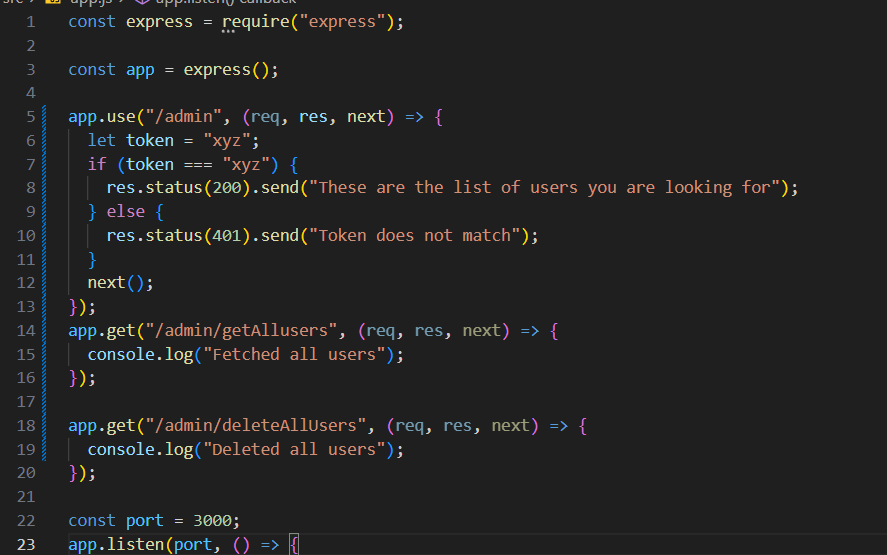 src > JS app.js > app.listen() callback
1 const express = require("express");
2
3 const app = express();
4
5 app.use("/admin", (req, res, next) => {
6 let token = "xyz";
7 if (token === "xyz") {
8 res.status(200).send("These are the list of users you are looking for");
9 } else {
10 res.status(401).send("Token does not match");
11 }
12 next();
13 });
14 app.get("/admin/getAllusers", (req, res, next) => {
15 console.log("Fetched all users");
16 });
17
18 app.get("/admin/deleteAllUsers", (req, res, next) => {
19 console.log("Deleted all users");
20 });
21
22 const port = 3000;
23 app.listen(port, () => {